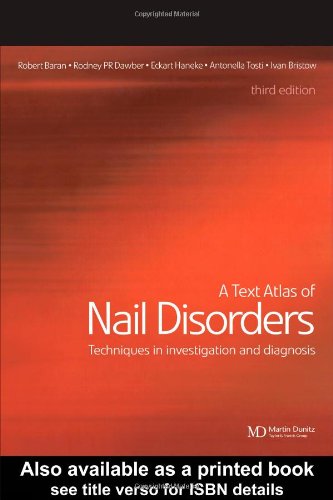 Robert Baran • Rodney PR Dawber • Eckart Haneke • Antonella Tosti • Ivan Bristow
third edition
A Text Atlas of
Nail Disorders
Techniques in investigation and diagnosis
MD Martin Dunitz
Taylor & Francis Group
Also available as a printed book
see title verso for ISBN details